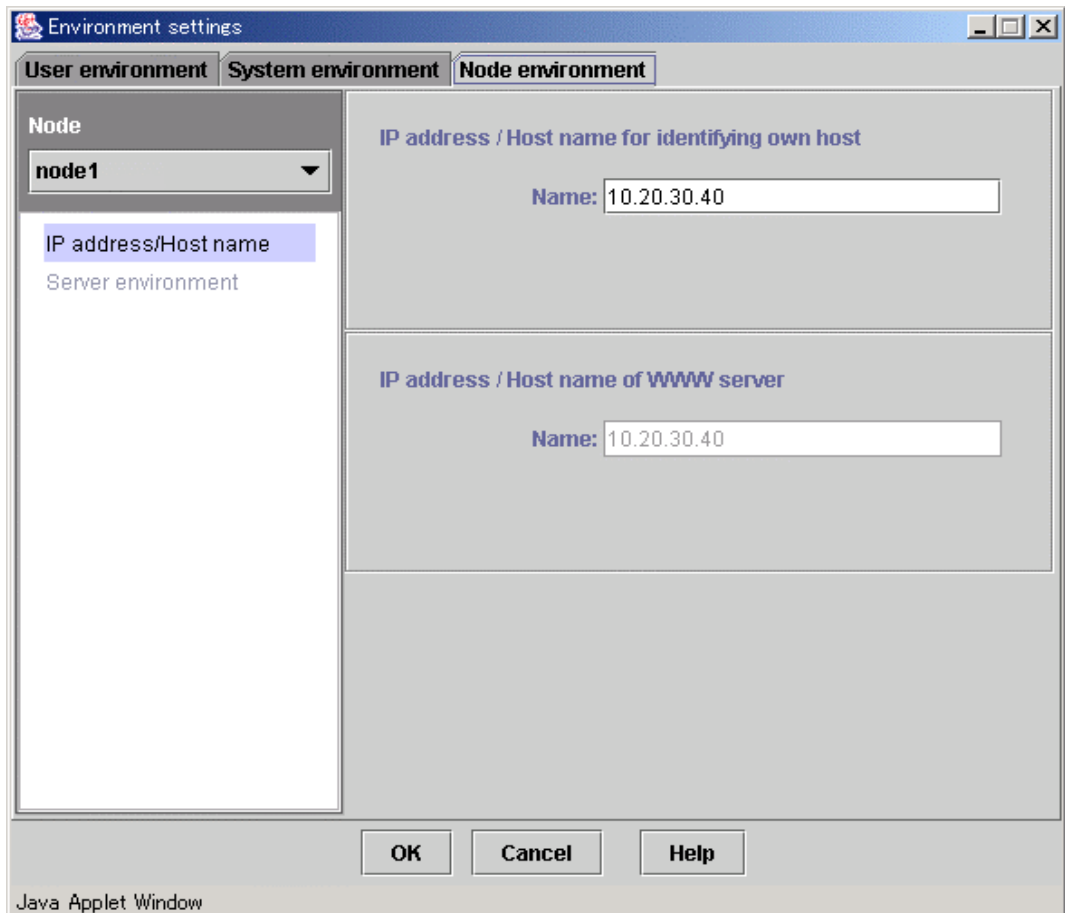 Environment settings
User environment System environment Node environment
Node
node1
IP address/Host name
Server environment
IP address / Host name for identifying own host
Name: 10.20.30.40
IP address / Host name of WWW server
Name: 10.20.30.40
OK Cancel Help
Java Applet Window